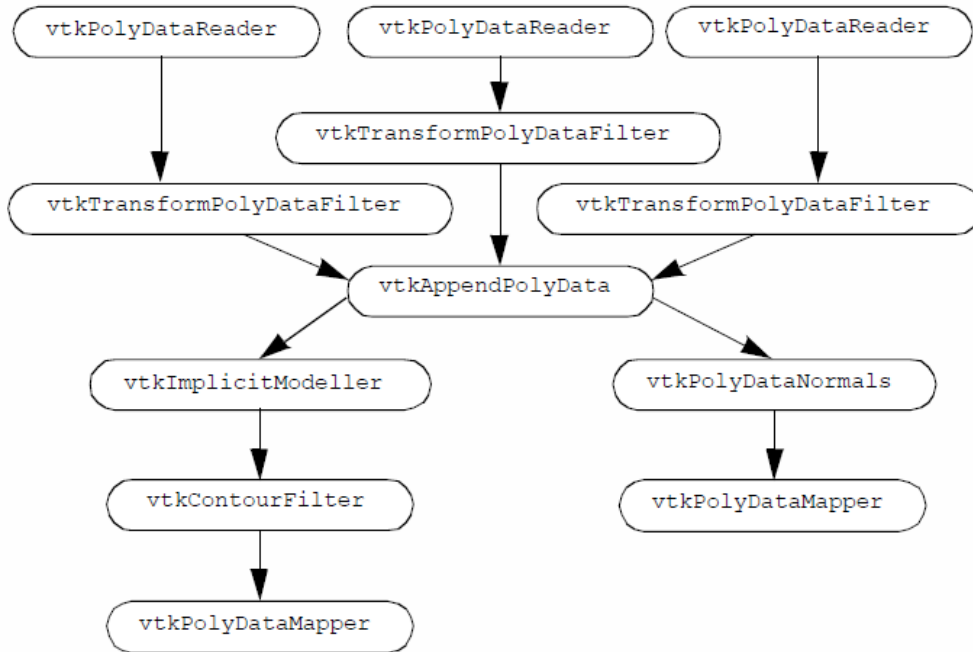 vtkPolyDataReader
vtkPolyDataReader
vtkPolyDataReader
vtkTransformPolyDataFilter
vtkTransformPolyDataFilter
vtkTransformPolyDataFilter
vtkAppendPolyData
vtkImplicitModeller
vtkPolyDataNormals
vtkContourFilter
vtkPolyDataMapper
vtkPolyDataMapper